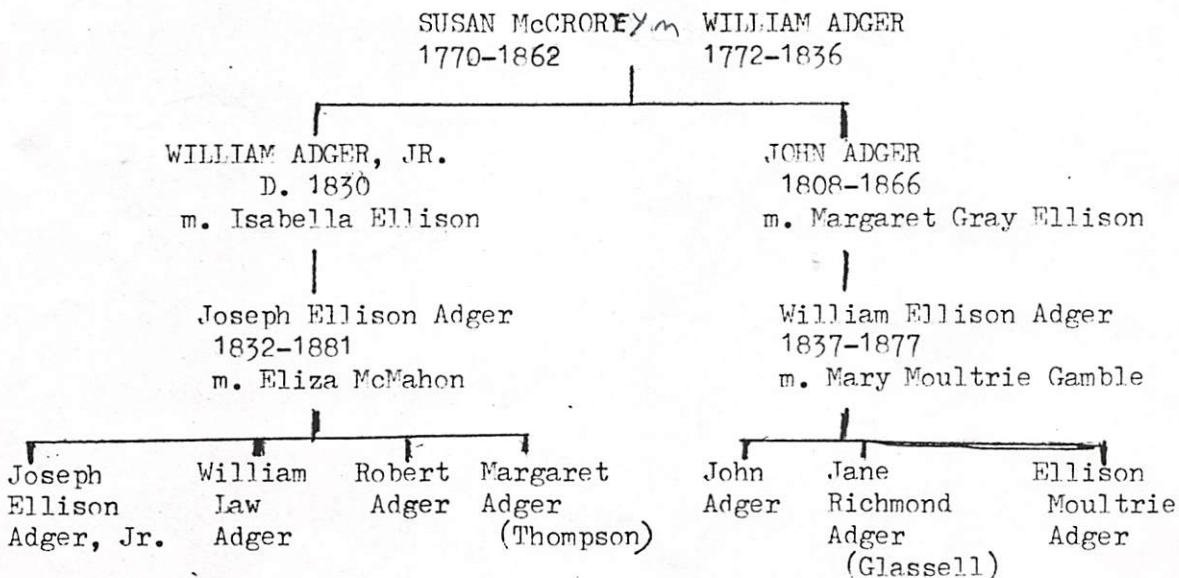 SUSAN McCROREY m WILLIAM ADGER
1770-1862 1772-1836
WILLIAM ADGER, JR.
D. 1830
m. Isabella Ellison
JOHN ADGER
1808-1866
m. Margaret Gray Ellison
Joseph Ellison Adger
1832-1881
m. Eliza McMahon
William Ellison Adger
1837-1877
m. Mary Moultrie Gamble
Joseph
Ellison
Adger, Jr.
William
Law
Adger
Robert
Adger
Margaret
Adger
(Thompson)
John
Adger
Jane
Richmond
Adger
(Glassell)
Ellison
Moultrie
Adger